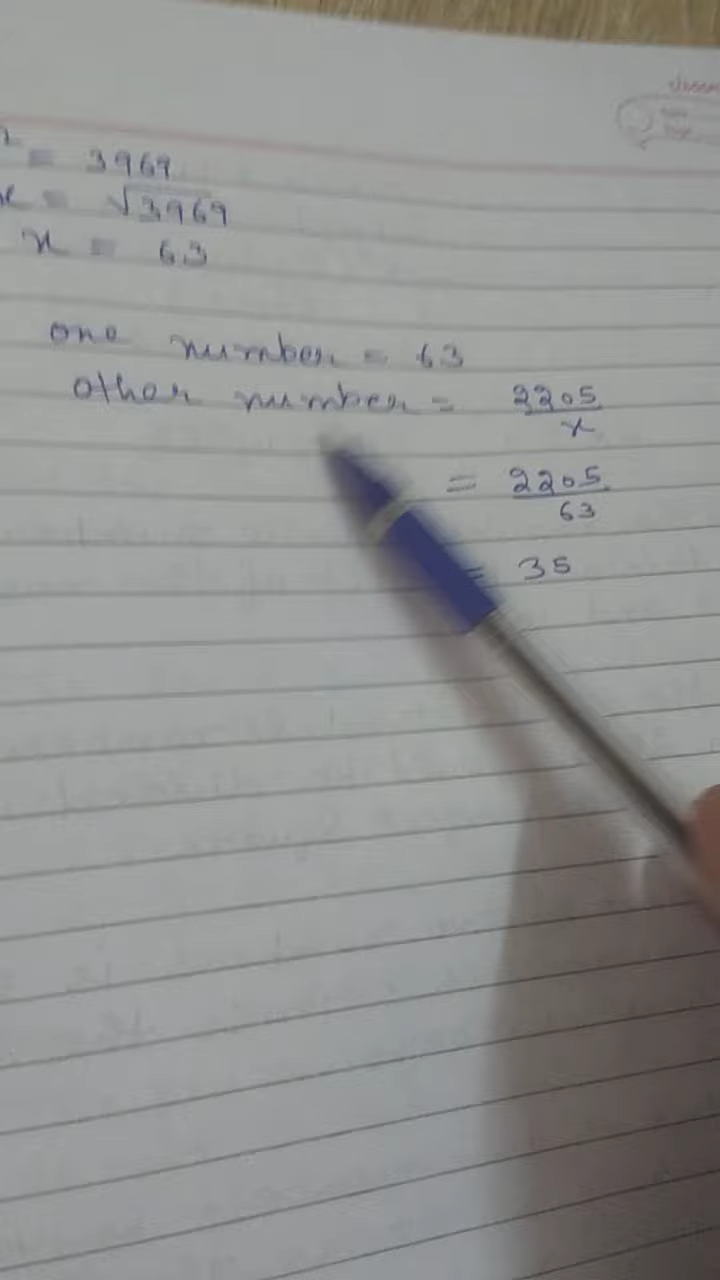 = 3969
x = √3969
x = 63
one number = 63
other number = 2205/x
= 2205/63
= 35